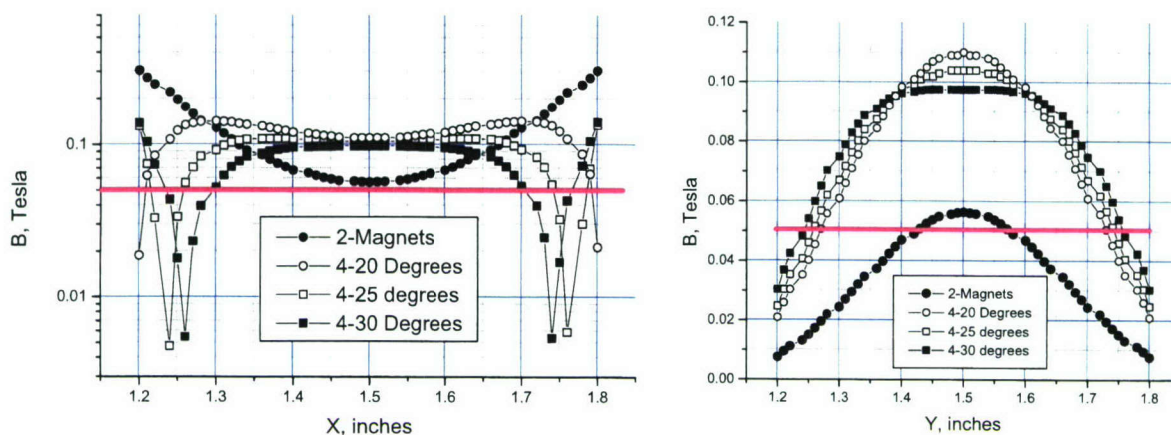 B, Tesla
0.1
0.01
1.2 1.3 1.4 1.5 1.6 1.7 1.8
X, inches
2-Magnets
4-20 Degrees
4-25 degrees
4-30 Degrees
B, Tesla
0.12
0.10
0.08
0.06
0.04
0.02
0.00
1.2 1.3 1.4 1.5 1.6 1.7 1.8
Y, inches
2-Magnets
4-20 Degrees
4-25 degrees
4-30 degrees